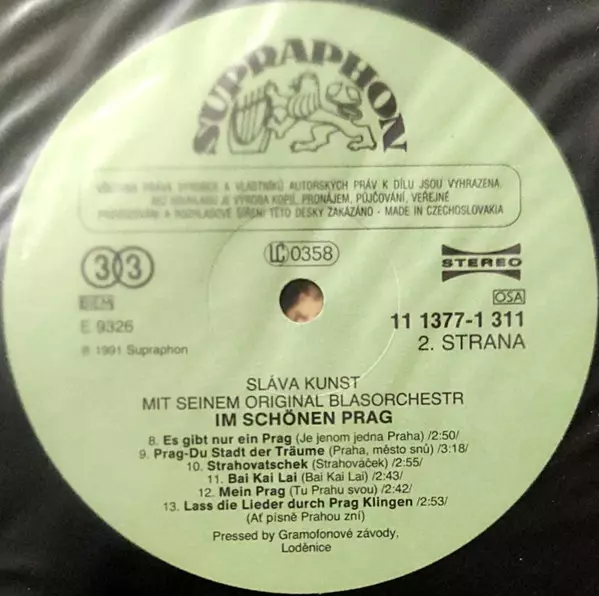 SUPRAPHON
VŠECHNA PRÁVA VÝROBCE A VLASTNÍKŮ AUTORSKÝCH PRÁV K DÍLU JSOU VYHRAZENA.
BEZ SOUHLASU JE VÝROBA KOPIÍ, PRONÁJEM, PŮJČOVÁNÍ, VEŘEJNÉ
PROVOZOVÁNÍ A ROZHLASOVÉ ŠÍŘENÍ TÉTO DESKY ZAKÁZÁNO - MADE IN CZECHOSLOVAKIA
33
LC 0358
STEREO
GEMA
OSA
E 9326
11 1377-1 311
℗ 1991 Supraphon
2. STRANA
SLÁVA KUNST
MIT SEINEM ORIGINAL BLASORCHESTR
IM SCHÖNEN PRAG
8. Es gibt nur ein Prag (Je jenom jedna Praha) /2:50/
9. Prag-Du Stadt der Träume (Praha, město snů) /3:18/
10. Strahovatschek (Strahováček) /2:55/
11. Bai Kai Lai (Bai Kai Lai) /2:43/
12. Mein Prag (Tu Prahu svou) /2:42/
13. Lass die Lieder durch Prag Klingen /2:53/
(Ať písně Prahou zní)
Pressed by Gramofonové závody,
Loděnice